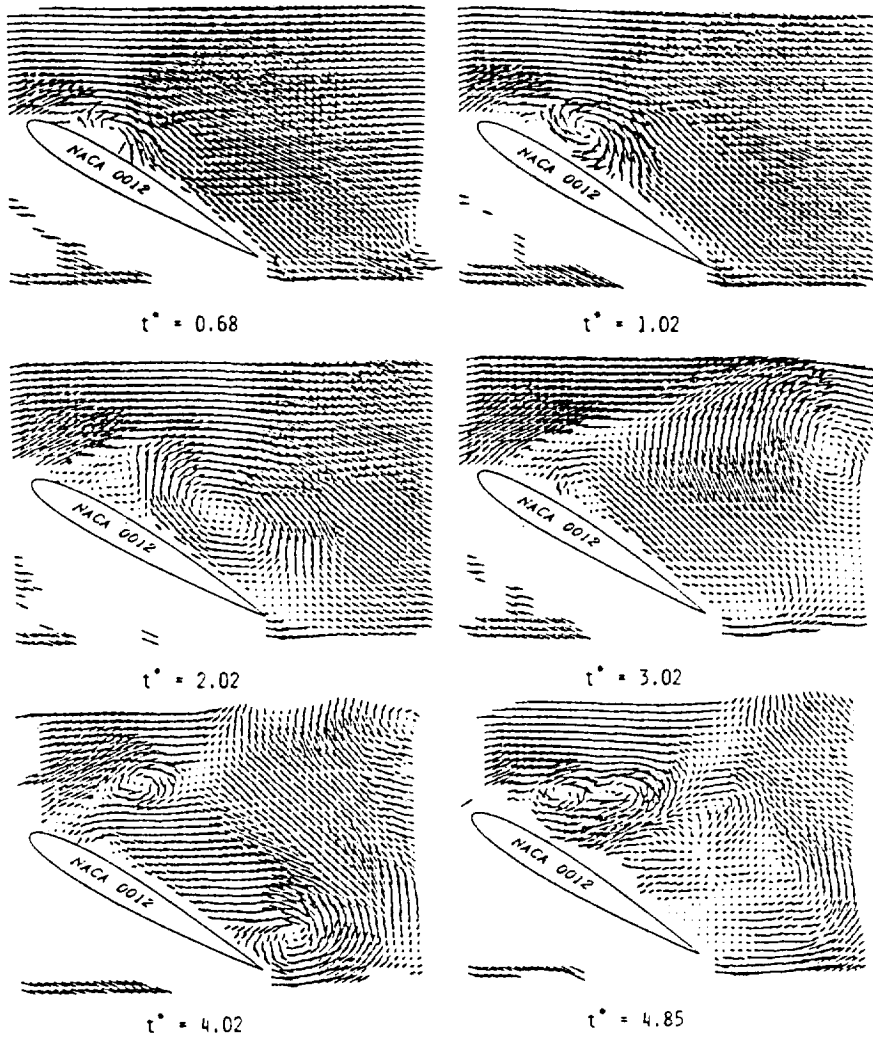 NACA 0012
NACA 0012
t* = 0.68
t* = 1.02
NACA 0012
NACA 0012
t* = 2.02
t* = 3.02
NACA 0012
NACA 0012
t* = 4.02
t* = 4.85